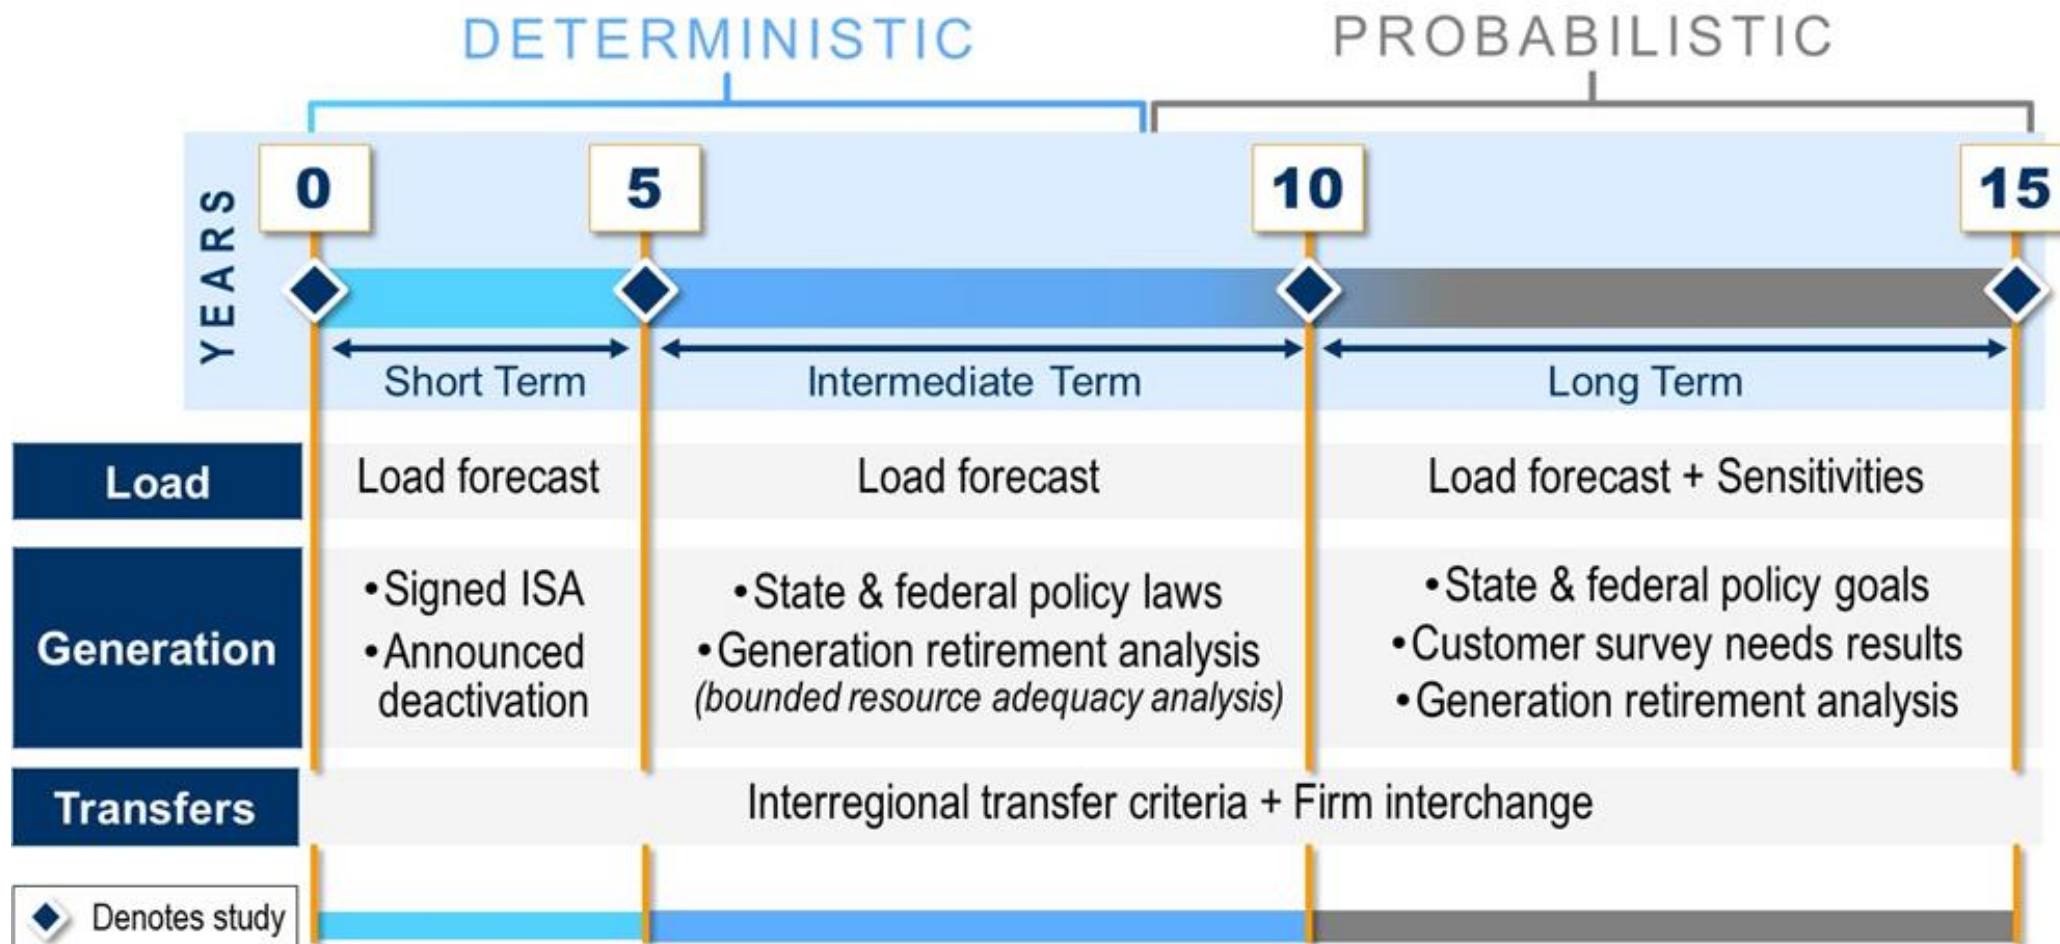 DETERMINISTIC
PROBABILISTIC
YEARS
0
5
10
15
Short Term
Intermediate Term
Long Term
Load
Load forecast
Load forecast
Load forecast + Sensitivities
Generation
•Signed ISA
•Announced
deactivation
•State & federal policy laws
•Generation retirement analysis
(bounded resource adequacy analysis)
•State & federal policy goals
•Customer survey needs results
•Generation retirement analysis
Transfers
Interregional transfer criteria + Firm interchange
Denotes study